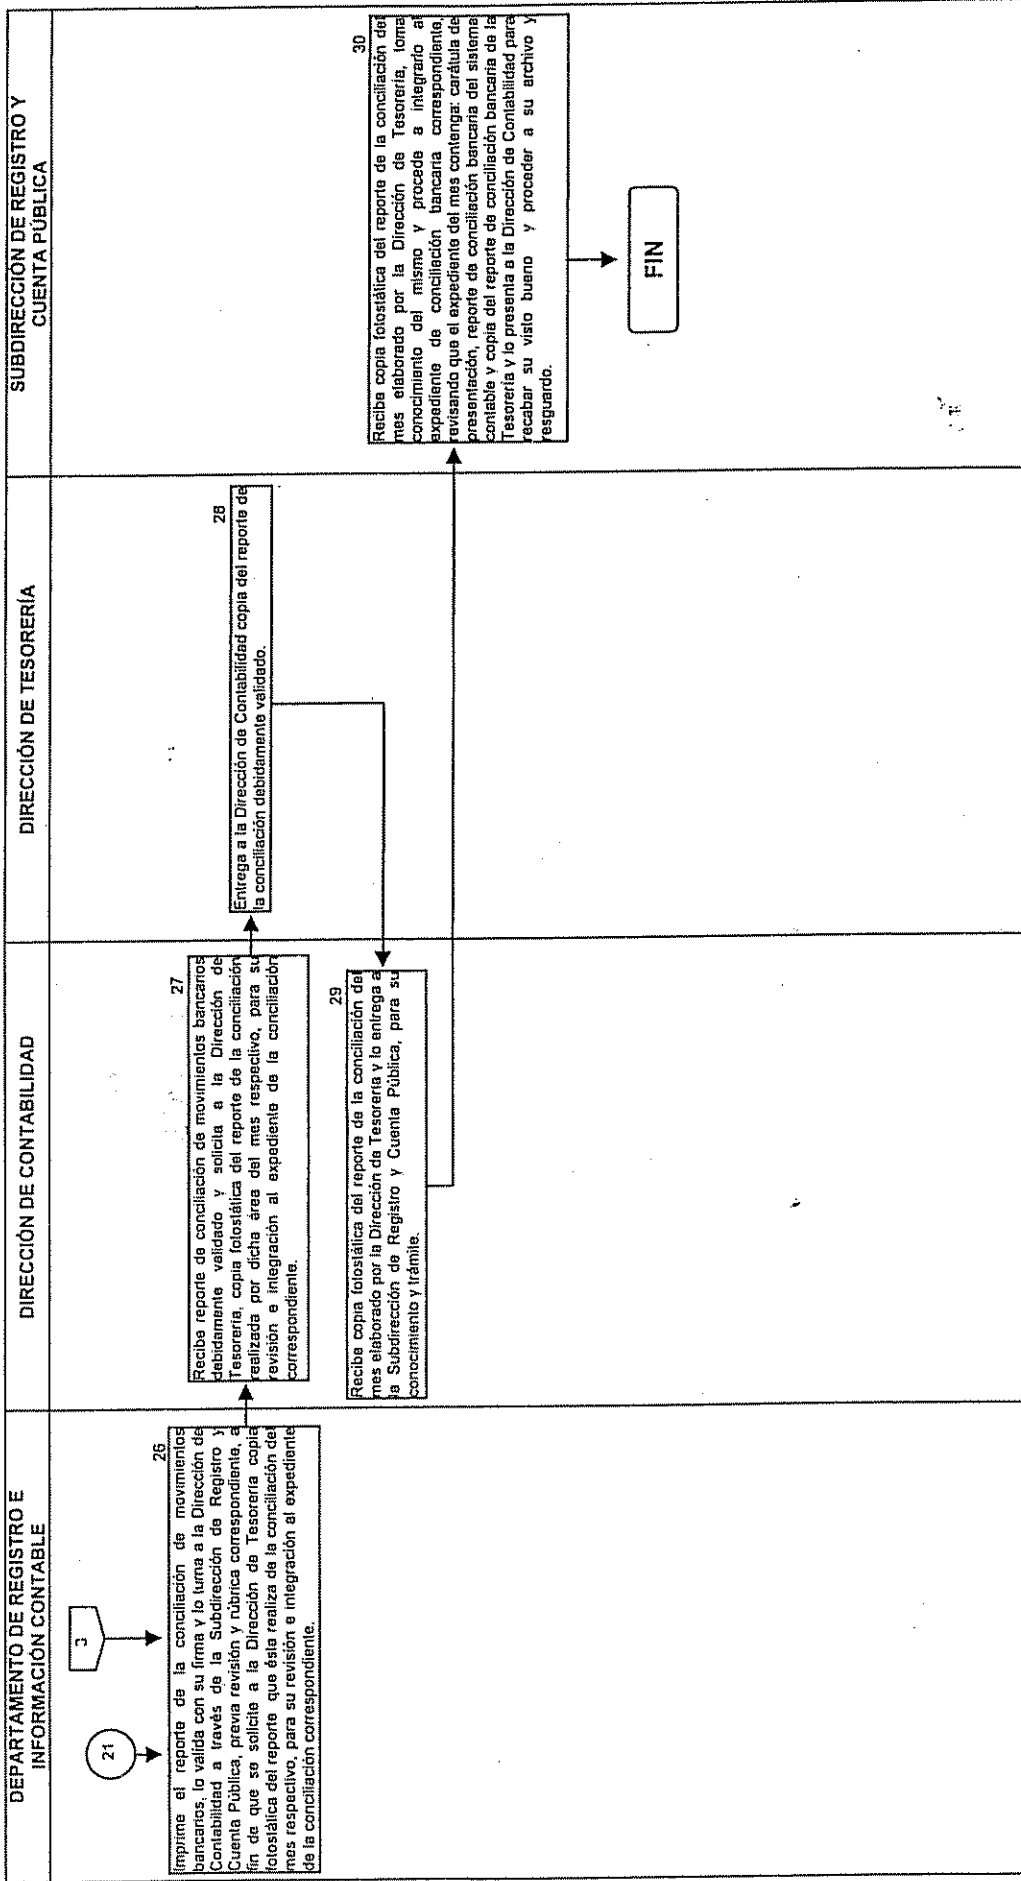 DEPARTAMENTO DE REGISTRO E
INFORMACIÓN CONTABLE
DIRECCIÓN DE CONTABILIDAD
DIRECCIÓN DE TESORERÍA
SUBDIRECCIÓN DE REGISTRO Y
CUENTA PÚBLICA
21
3
26
Imprime el reporte de la conciliación de movimientos
bancarios, lo valida con su firma y lo turna a la Dirección de
Contabilidad a través de la Subdirección de Registro y
Cuenta Pública, previa revisión y rúbrica correspondiente, a
fin de que se solicite a la Dirección de Tesorería copia
fotostática del reporte que ésta realiza de la conciliación del
mes respectivo, para su revisión e integración al expediente
de la conciliación correspondiente.
27
Recibe reporte de conciliación de movimientos bancarios
debidamente validado y solicita a la Dirección de
Tesorería, copia fotostática del reporte de la conciliación
realizada por dicha área del mes respectivo, para su
revisión e integración al expediente de la conciliación
correspondiente.
28
Entrega a la Dirección de Contabilidad copia del reporte de
la conciliación debidamente validado.
29
Recibe copia fotostática del reporte de la conciliación del
mes elaborado por la Dirección de Tesorería y lo entrega a
la Subdirección de Registro y Cuenta Pública, para su
conocimiento y trámite.
30
Recibe copia fotostática del reporte de la conciliación del
mes elaborado por la Dirección de Tesorería, toma
conocimiento del mismo y procede a integrarlo al
expediente de conciliación bancaria correspondiente,
revisando que el expediente del mes contenga: carátula de
presentación, reporte de conciliación bancaria del sistema
contable y copia del reporte de conciliación bancaria de la
Tesorería y lo presenta a la Dirección de Contabilidad para
recabar su visto bueno y proceder a su archivo y
resguardo.
FIN